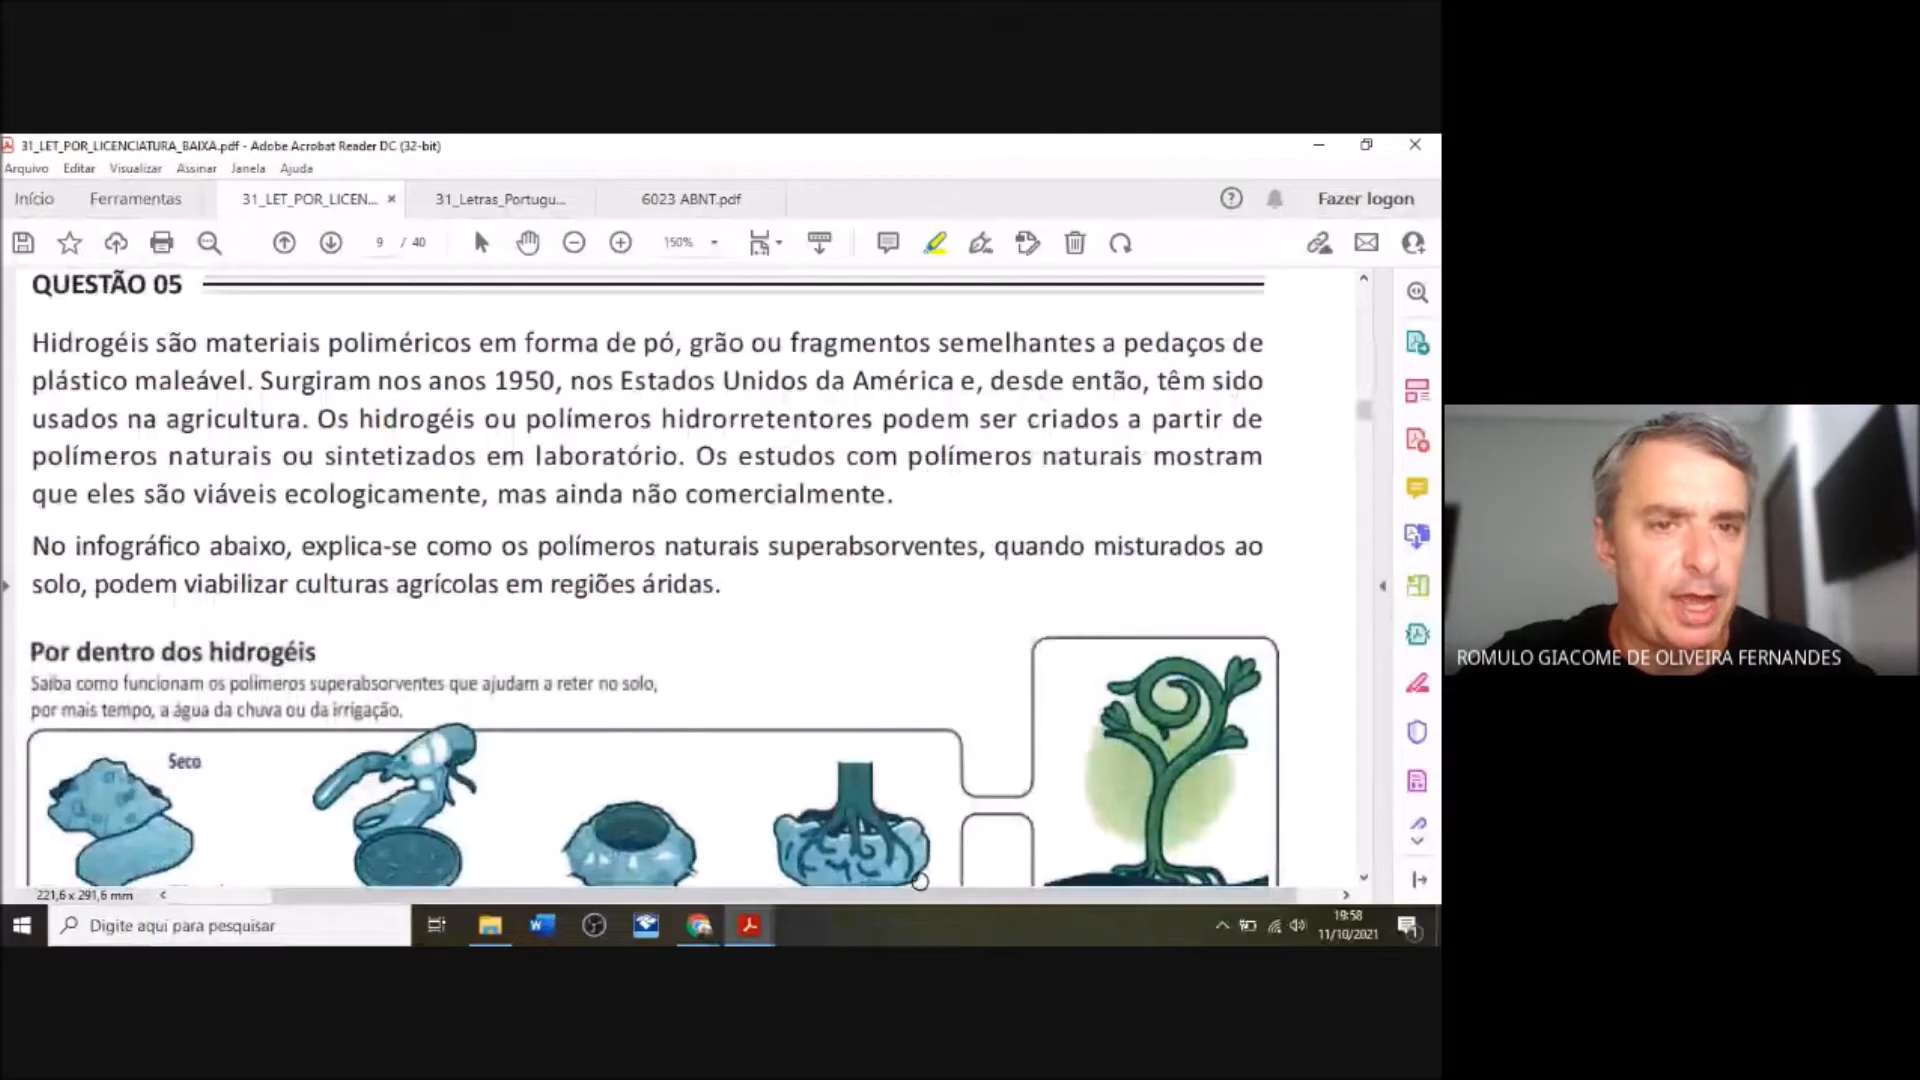 31_LET_POR_LICENCIATURA_BAIXA.pdf - Adobe Acrobat Reader DC (32-bit)
Arquivo Editar Visualizar Assinar Janela Ajuda
Início Ferramentas 31_LET_POR_LICEN... × 31_Letras_Portugu... 6023 ABNT.pdf Fazer logon
9 / 40 150%
QUESTÃO 05
Hidrogéis são materiais poliméricos em forma de pó, grão ou fragmentos semelhantes a pedaços de
plástico maleável. Surgiram nos anos 1950, nos Estados Unidos da América e, desde então, têm sido
usados na agricultura. Os hidrogéis ou polímeros hidrorretentores podem ser criados a partir de
polímeros naturais ou sintetizados em laboratório. Os estudos com polímeros naturais mostram
que eles são viáveis ecologicamente, mas ainda não comercialmente.
No infográfico abaixo, explica-se como os polímeros naturais superabsorventes, quando misturados ao
solo, podem viabilizar culturas agrícolas em regiões áridas.
Por dentro dos hidrogéis
Saiba como funcionam os polímeros superabsorventes que ajudam a reter no solo,
por mais tempo, a água da chuva ou da irrigação.
Seco
221,6 x 291,6 mm
Digite aqui para pesquisar
19:58
11/10/2021
ROMULO GIACOME DE OLIVEIRA FERNANDES